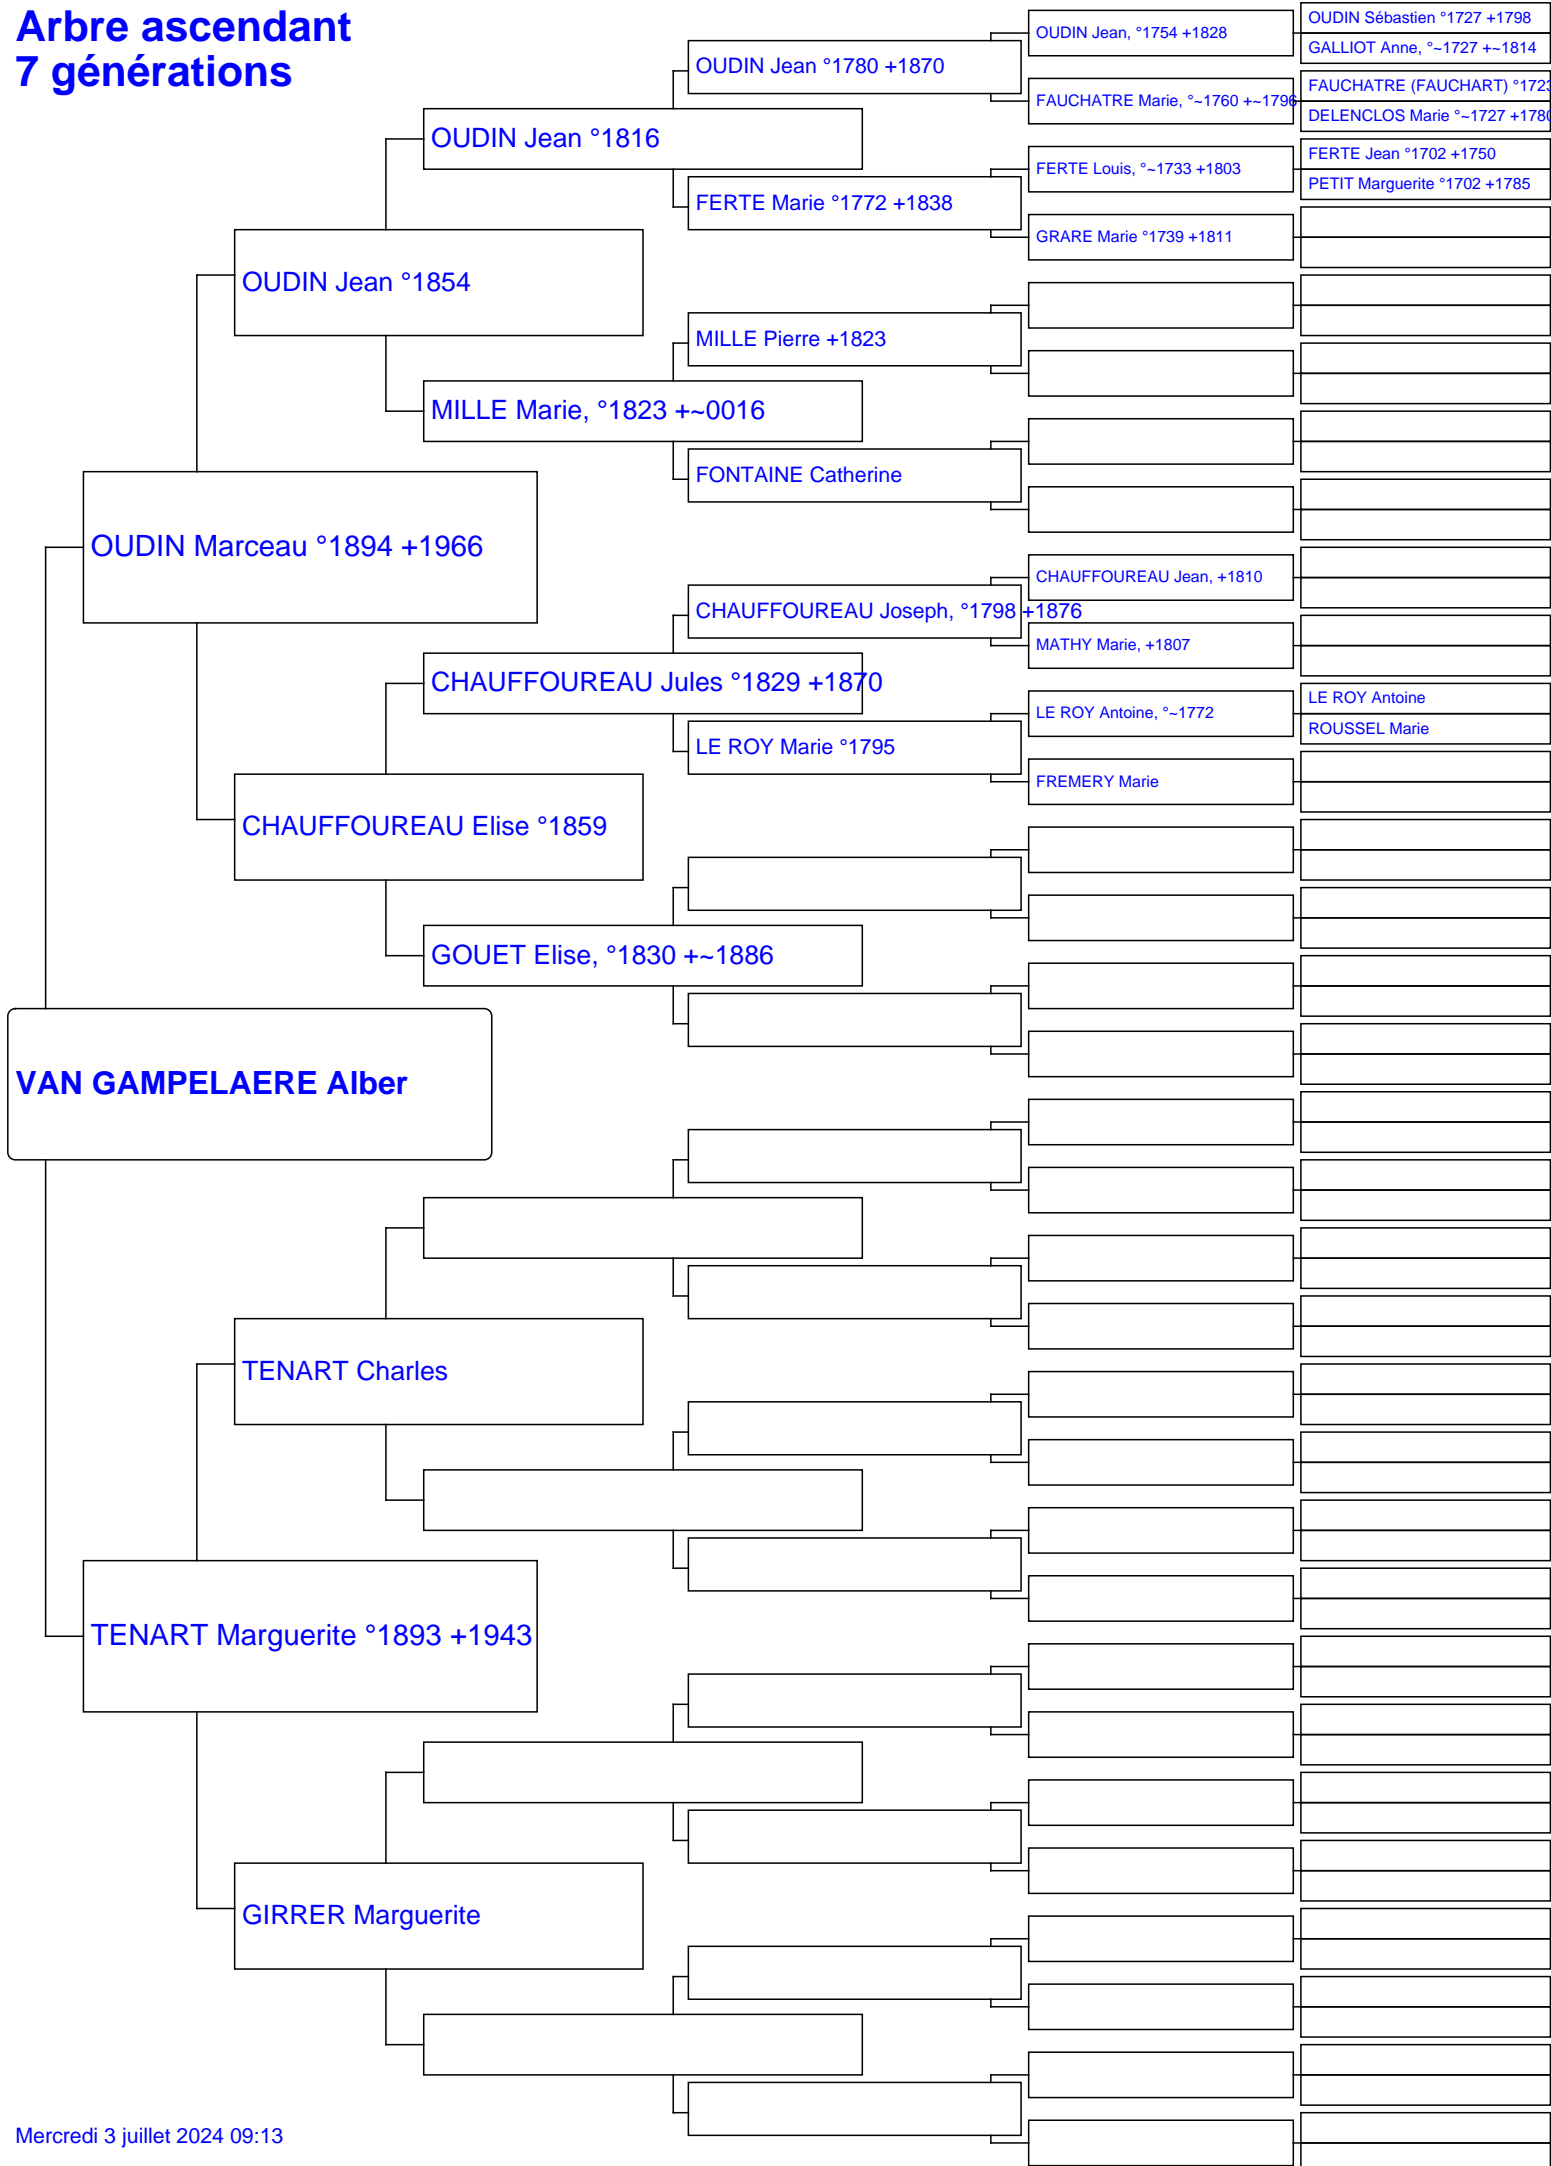 Arbre ascendant
7 générations
OUDIN Sébastien °1727 +1798
OUDIN Jean, °1754 +1828
GALLIOT Anne, °~1727 +~1814
OUDIN Jean °1780 +1870
FAUCHATRE (FAUCHART) °1723
FAUCHATRE Marie, °~1760 +~1796
DELENCLOS Marie °~1727 +1780
OUDIN Jean °1816
FERTE Jean °1702 +1750
FERTE Louis, °~1733 +1803
PETIT Marguerite °1702 +1785
FERTE Marie °1772 +1838
GRARE Marie °1739 +1811
OUDIN Jean °1854
MILLE Pierre +1823
MILLE Marie, °1823 +~0016
FONTAINE Catherine
OUDIN Marceau °1894 +1966
CHAUFFOUREAU Jean, +1810
CHAUFFOUREAU Joseph, °1798 +1876
MATHY Marie, +1807
CHAUFFOUREAU Jules °1829 +1870
LE ROY Antoine
LE ROY Antoine, °~1772
ROUSSEL Marie
LE ROY Marie °1795
FREMERY Marie
CHAUFFOUREAU Elise °1859
GOUET Elise, °1830 +~1886
VAN GAMPELAERE Alber
TENART Charles
TENART Marguerite °1893 +1943
GIRRER Marguerite
Mercredi 3 juillet 2024 09:13